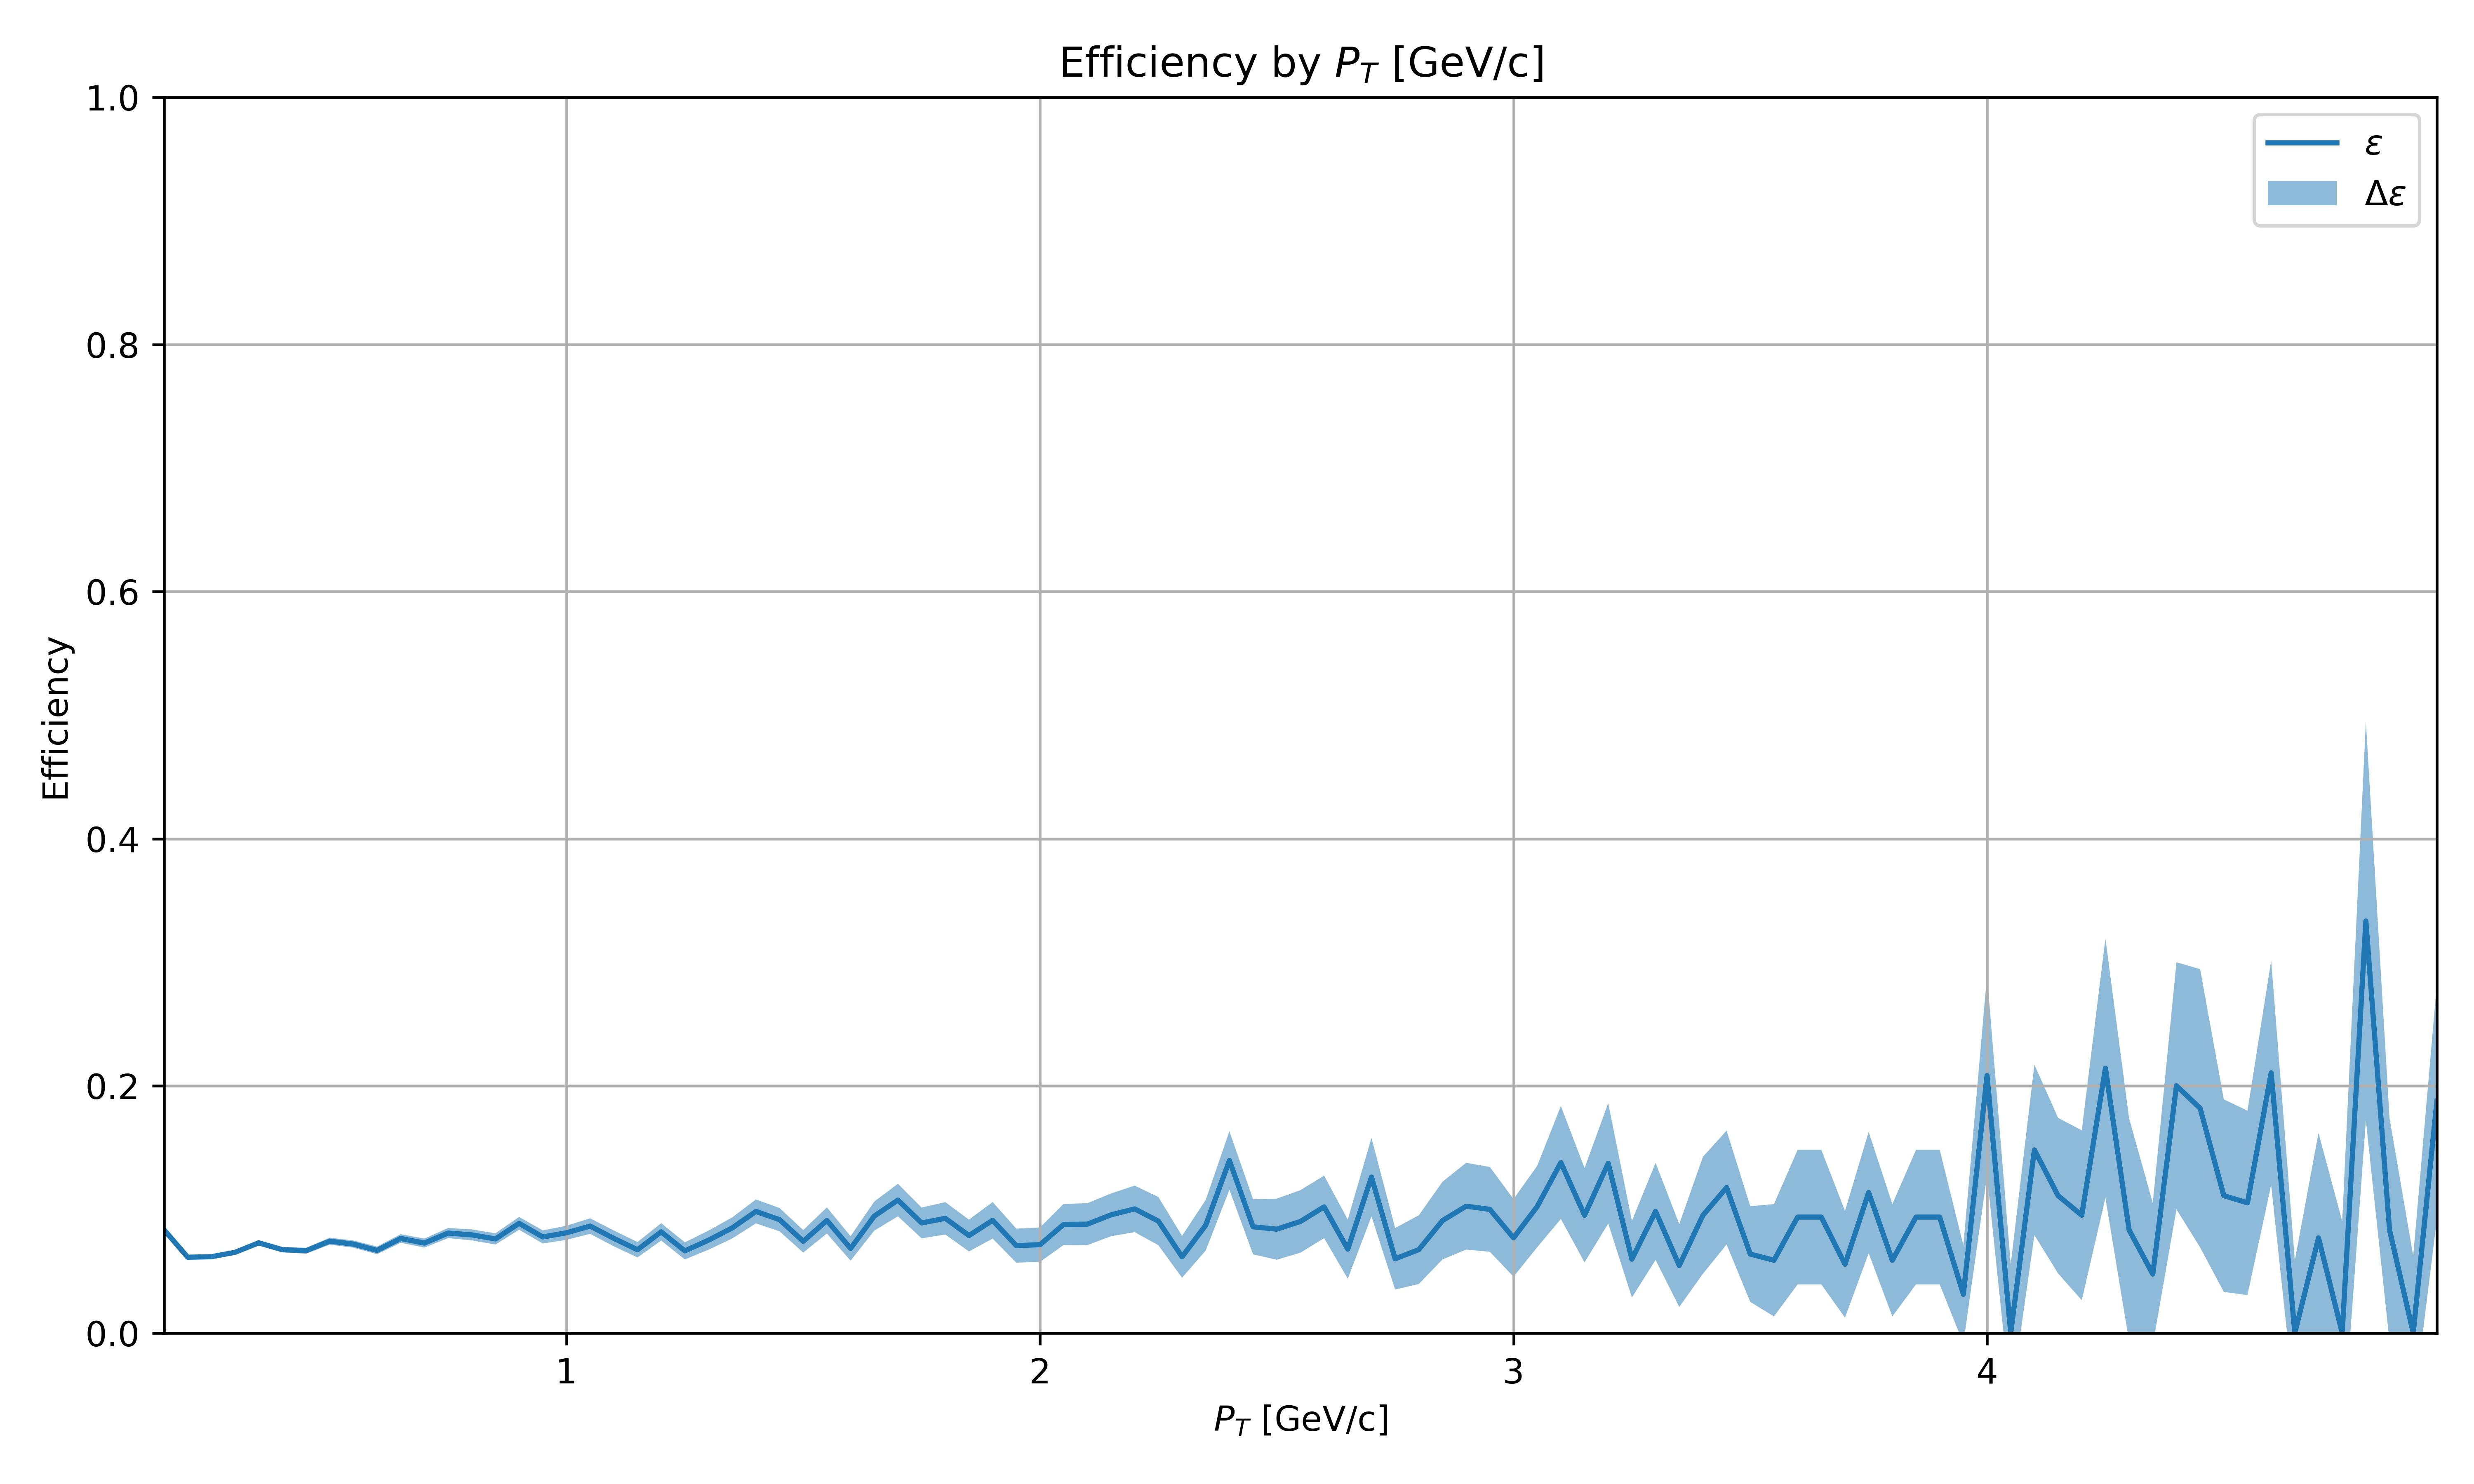 Efficiency by P_T [GeV/c]
ε
Δε
1.0
0.8
0.6
0.4
0.2
0.0
Efficiency
1 2 3 4
P_T [GeV/c]